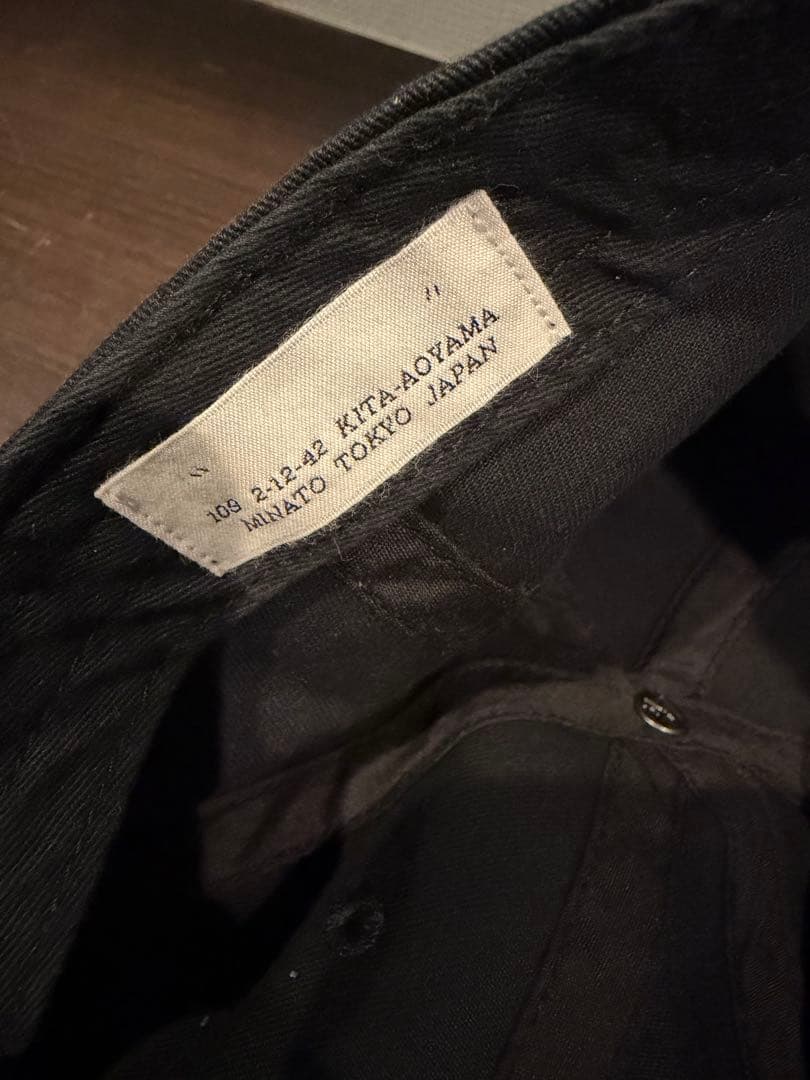 "
"
109 2-12-42 KITA-AOYAMA
MINATO TOKYO JAPAN